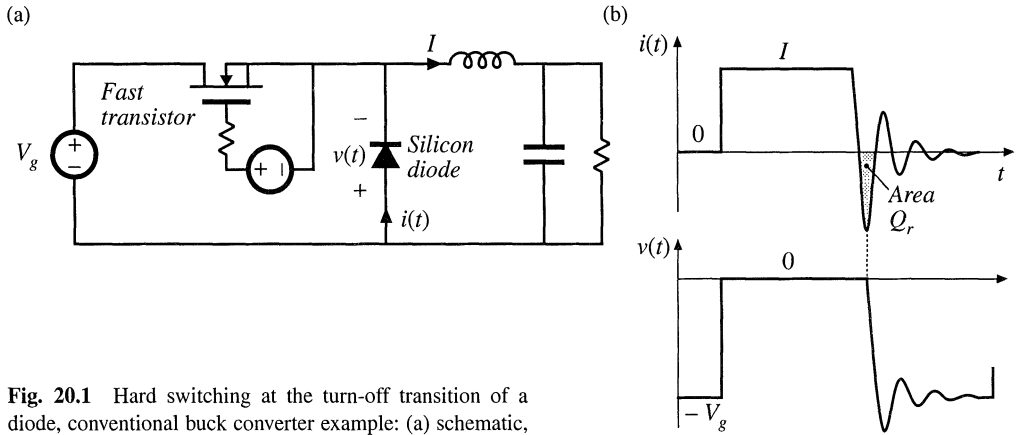 (a)
I
Fast
transistor
V_g
+
–
+ –
–
v(t)
+
Silicon
diode
i(t)
(b)
i(t)
I
0
t
Area
Q_r
v(t)
0
– V_g
Fig. 20.1 Hard switching at the turn-off transition of a
diode, conventional buck converter example: (a) schematic,